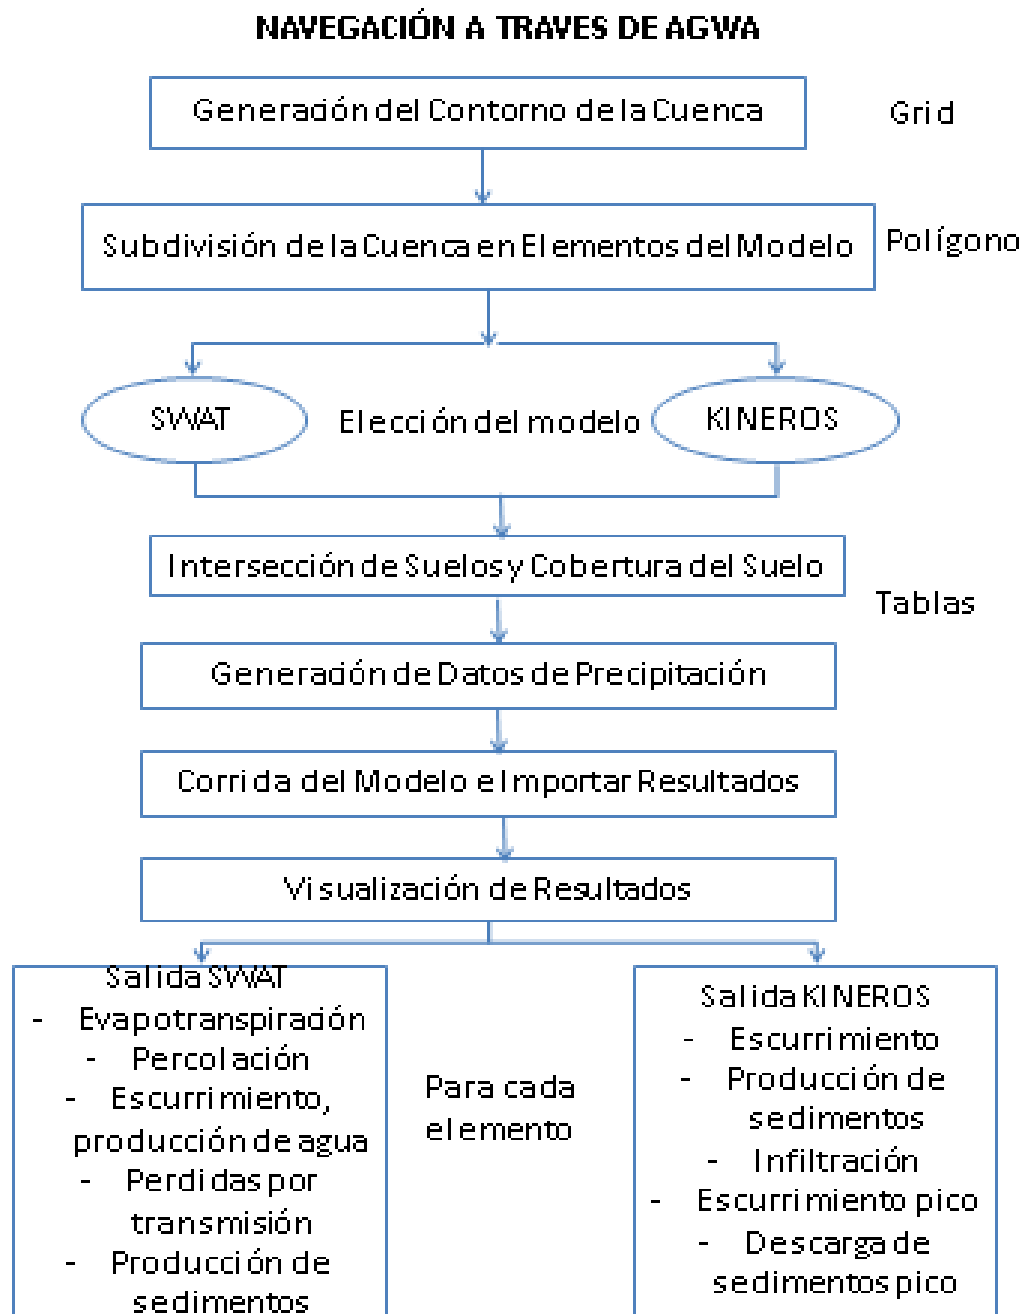 NAVEGACIÓN A TRAVES DE AGWA
Generación del Contorno de la Cuenca
Grid
Subdivisión de la Cuenca en Elementos del Modelo
Polígono
SWAT
Elección del modelo
KINEROS
Intersección de Suelos y Cobertura del Suelo
Tablas
Generación de Datos de Precipitación
Corrida del Modelo e Importar Resultados
Visualización de Resultados
Salida SWAT
- Evapotranspiración
- Percolación
- Escurrimiento,
producción de agua
- Perdidas por
transmisión
- Producción de
sedimentos
Para cada
elemento
Salida KINEROS
- Escurrimiento
- Producción de
sedimentos
- Infiltración
- Escurrimiento pico
- Descarga de
sedimentos pico